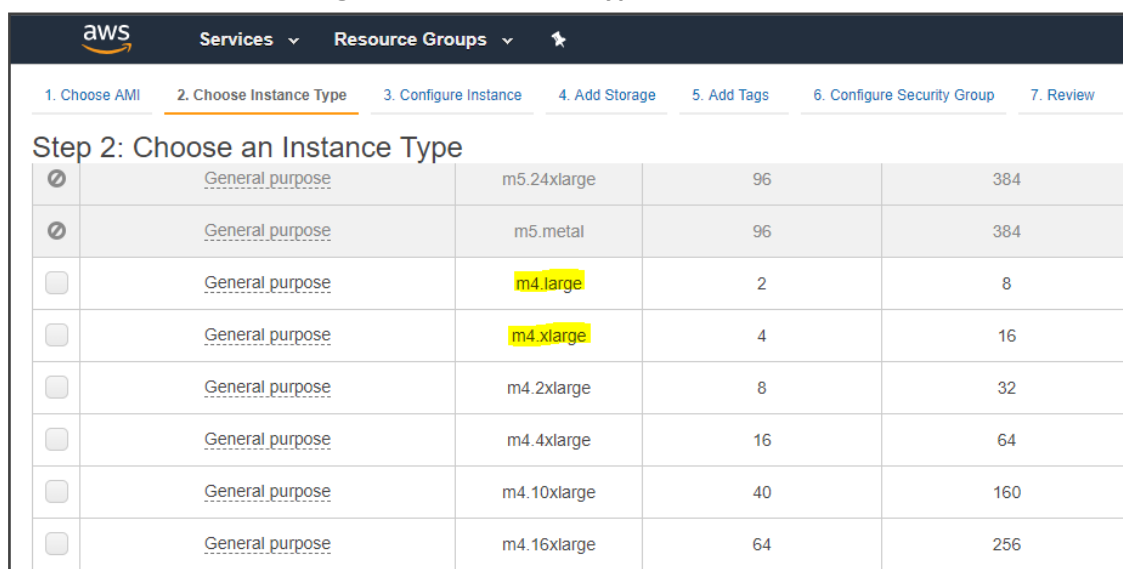 aws Services Resource Groups
1. Choose AMI 2. Choose Instance Type 3. Configure Instance 4. Add Storage 5. Add Tags 6. Configure Security Group 7. Review
Step 2: Choose an Instance Type
General purpose m5.24xlarge 96 384
General purpose m5.metal 96 384
General purpose m4.large 2 8
General purpose m4.xlarge 4 16
General purpose m4.2xlarge 8 32
General purpose m4.4xlarge 16 64
General purpose m4.10xlarge 40 160
General purpose m4.16xlarge 64 256